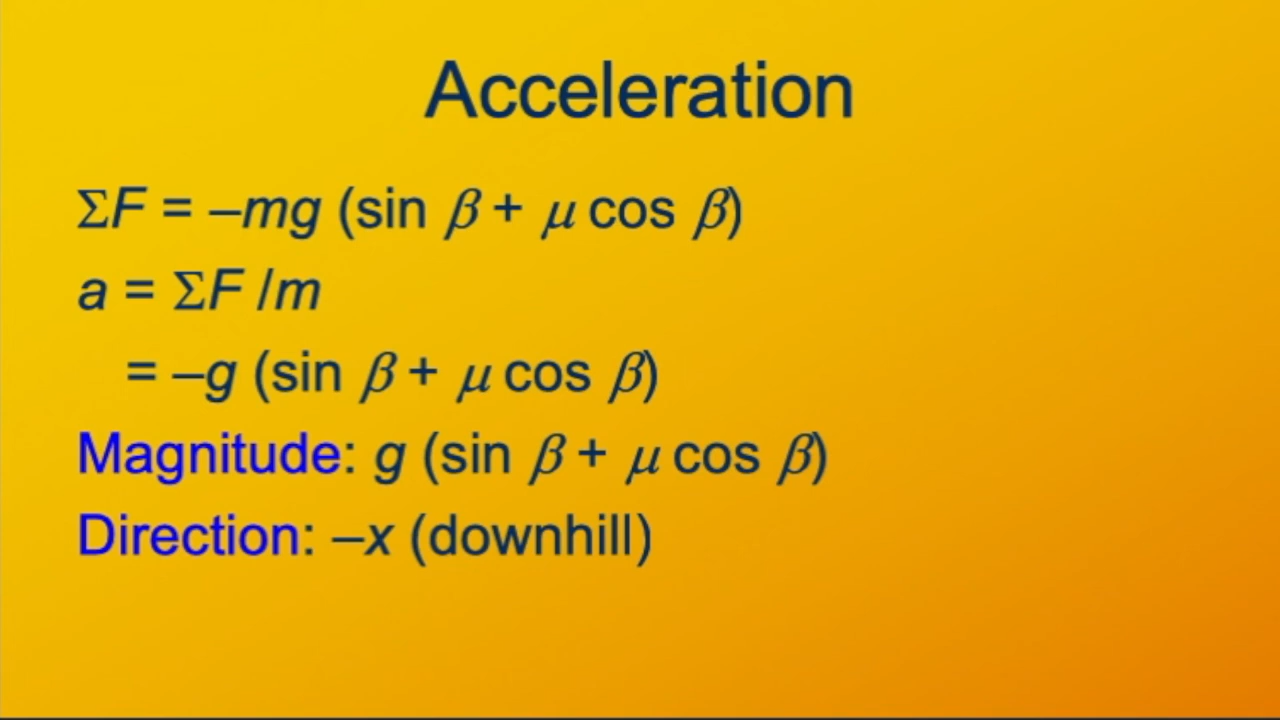 Acceleration
ΣF = –mg (sin β + μ cos β)
a = ΣF /m
= –g (sin β + μ cos β)
Magnitude: g (sin β + μ cos β)
Direction: –x (downhill)